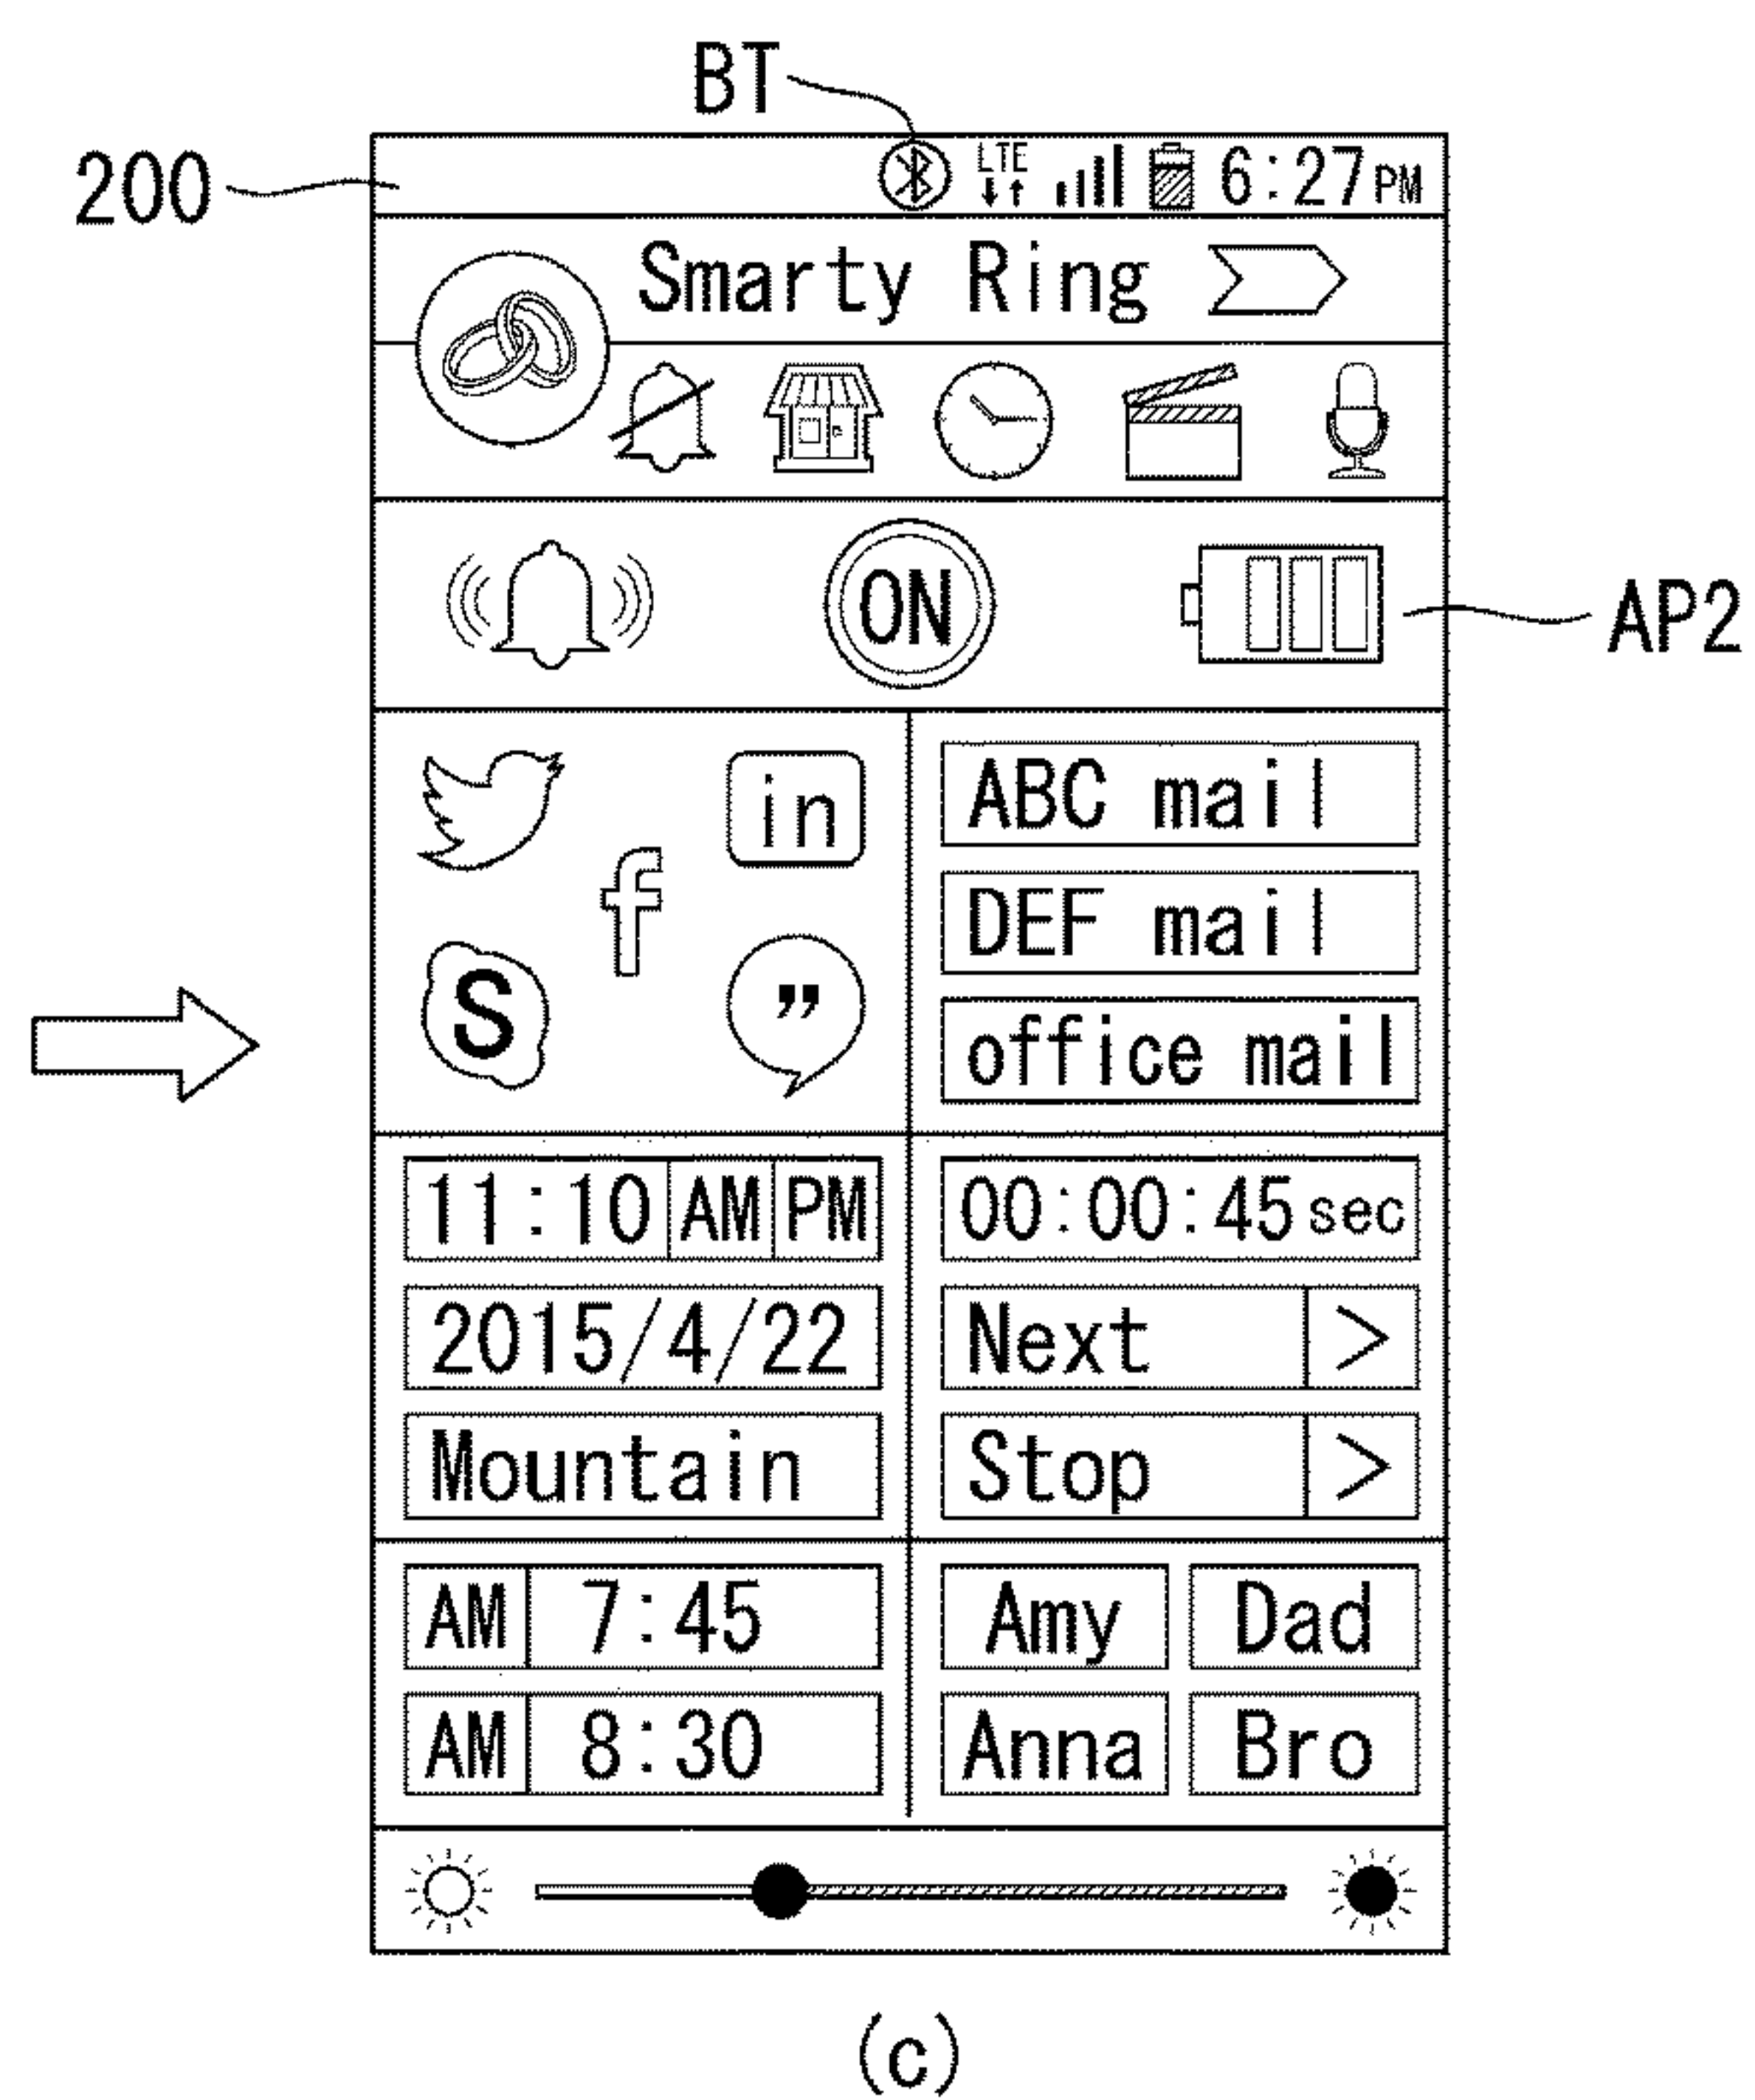 BT
200
LTE 6:27PM
Smarty Ring
ON
AP2
in
f
S
"
ABC mail
DEF mail
office mail
11:10 AM PM
2015/4/22
Mountain
00:00:45sec
Next >
Stop >
AM 7:45
AM 8:30
Amy Dad
Anna Bro
(c)